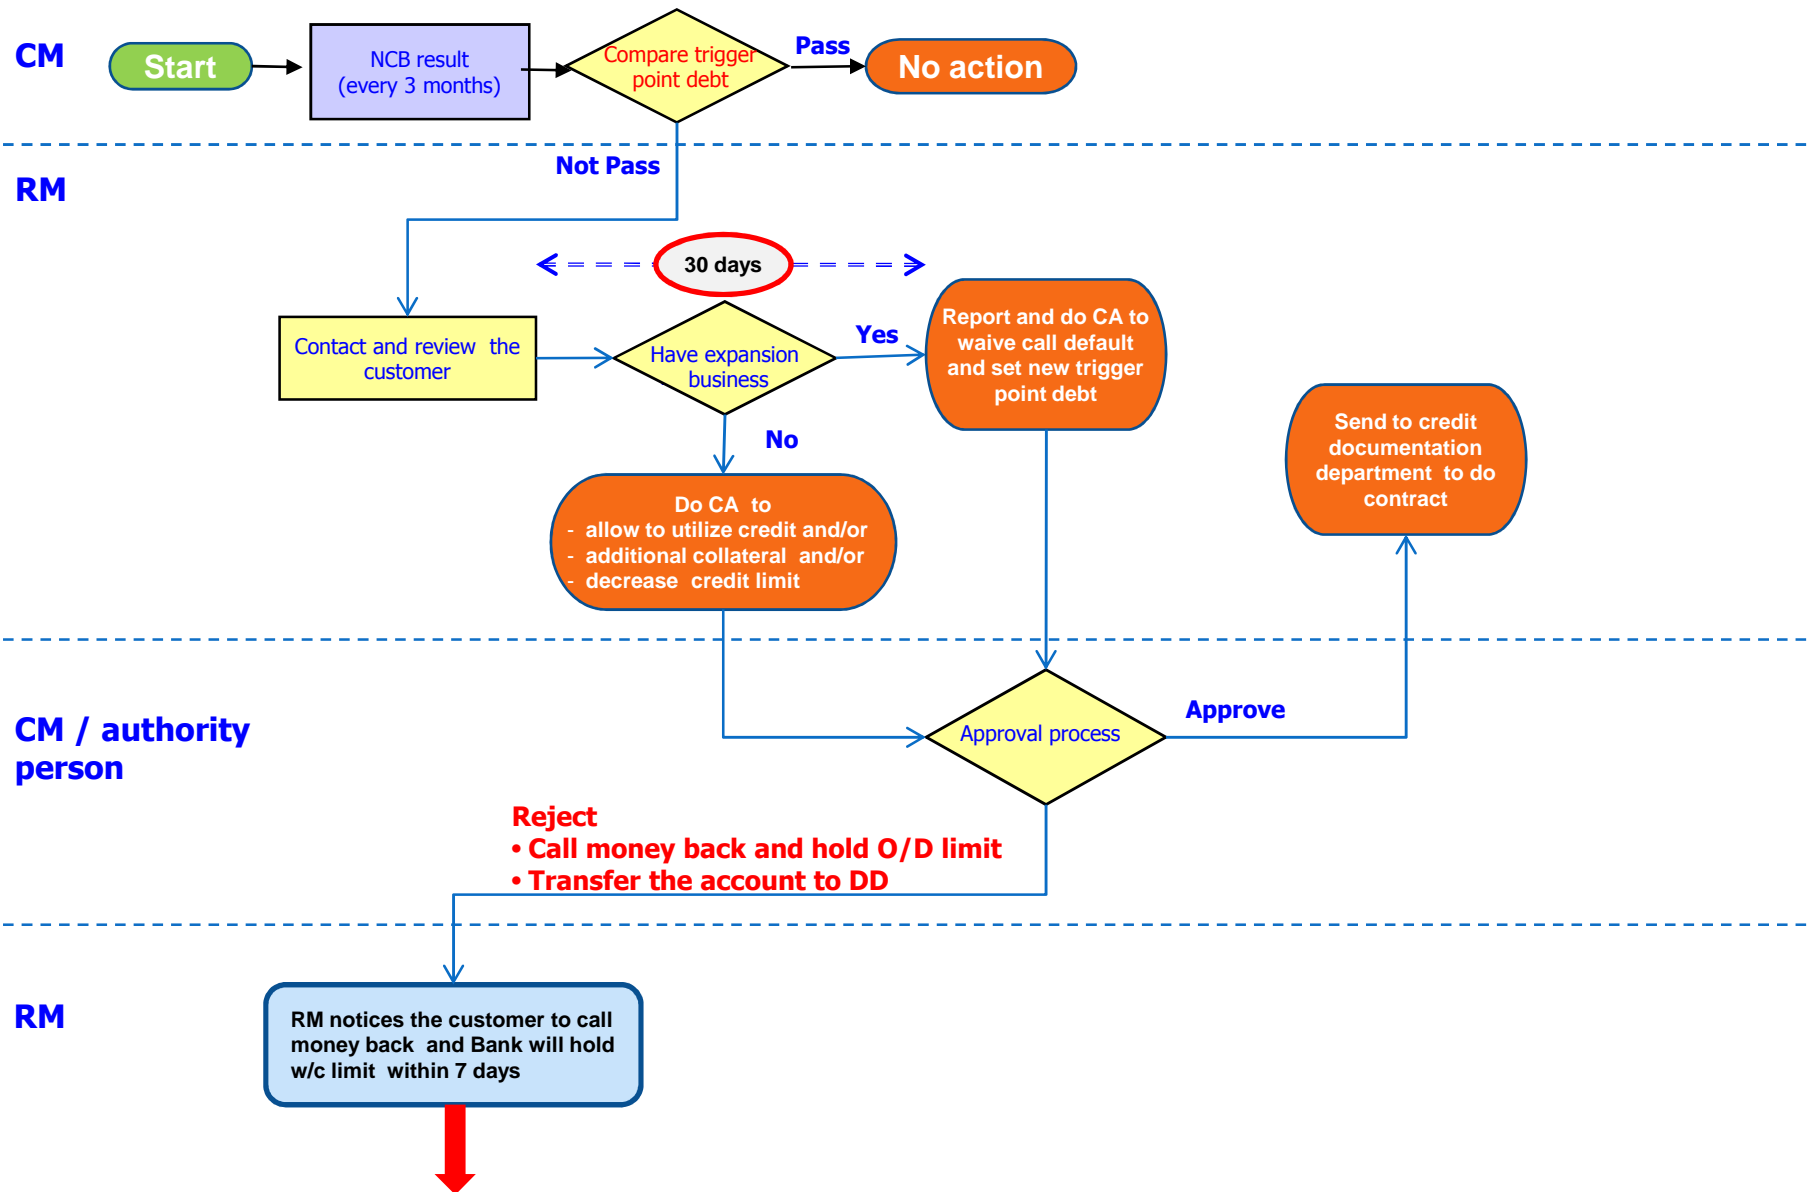 CM
Start
NCB result
(every 3 months)
Compare trigger
point debt
Pass
No action
Not Pass
RM
30 days
Contact and review the
customer
Have expansion
business
Yes
Report and do CA to
waive call default
and set new trigger
point debt
No
Do CA to
- allow to utilize credit and/or
- additional collateral and/or
- decrease credit limit
Send to credit
documentation
department to do
contract
CM / authority
person
Approval process
Approve
Reject
• Call money back and hold O/D limit
• Transfer the account to DD
RM
RM notices the customer to call
money back and Bank will hold
w/c limit within 7 days